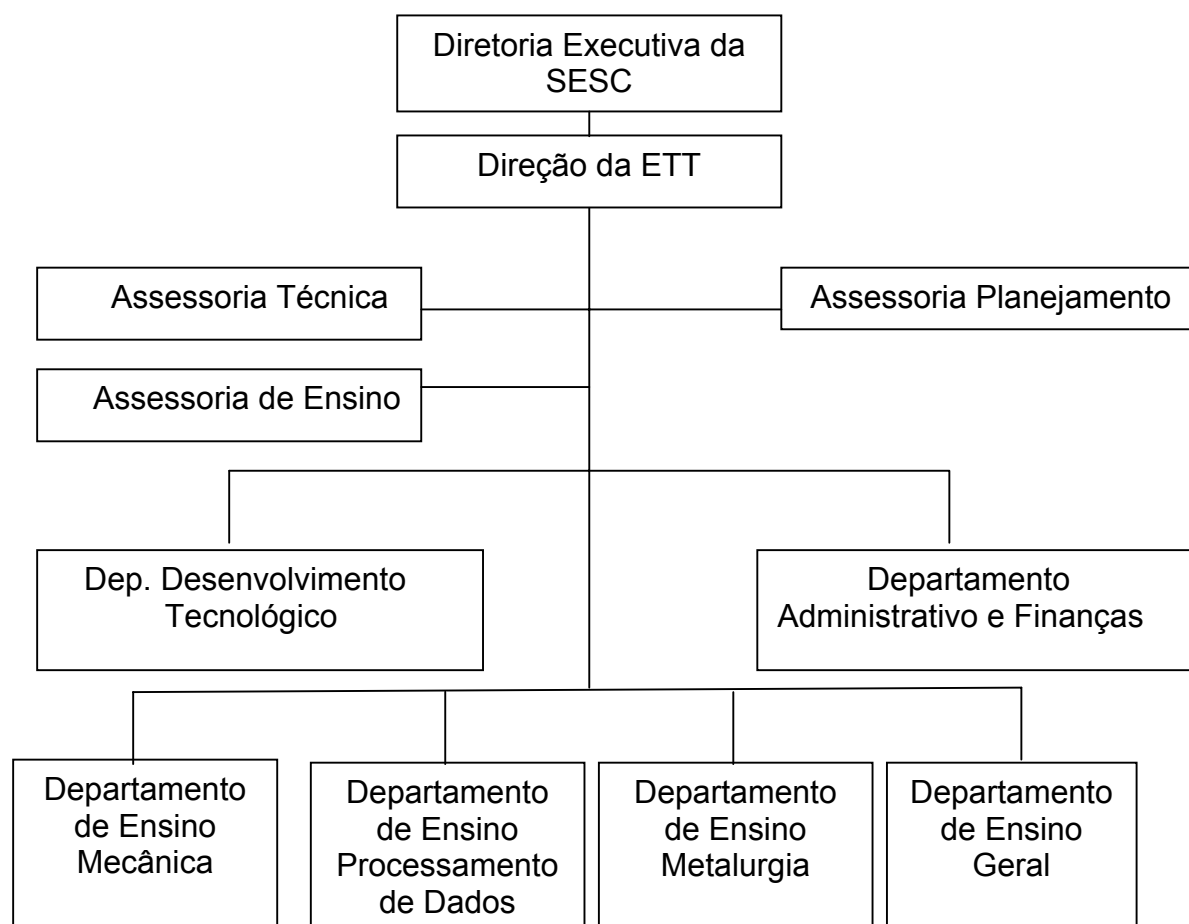 Diretoria Executiva da
SESC
Direção da ETT
Assessoria Técnica
Assessoria Planejamento
Assessoria de Ensino
Dep. Desenvolvimento
Tecnológico
Departamento
Administrativo e Finanças
Departamento
de Ensino
Mecânica
Departamento
de Ensino
Processamento
de Dados
Departamento
de Ensino
Metalurgia
Departamento
de Ensino
Geral